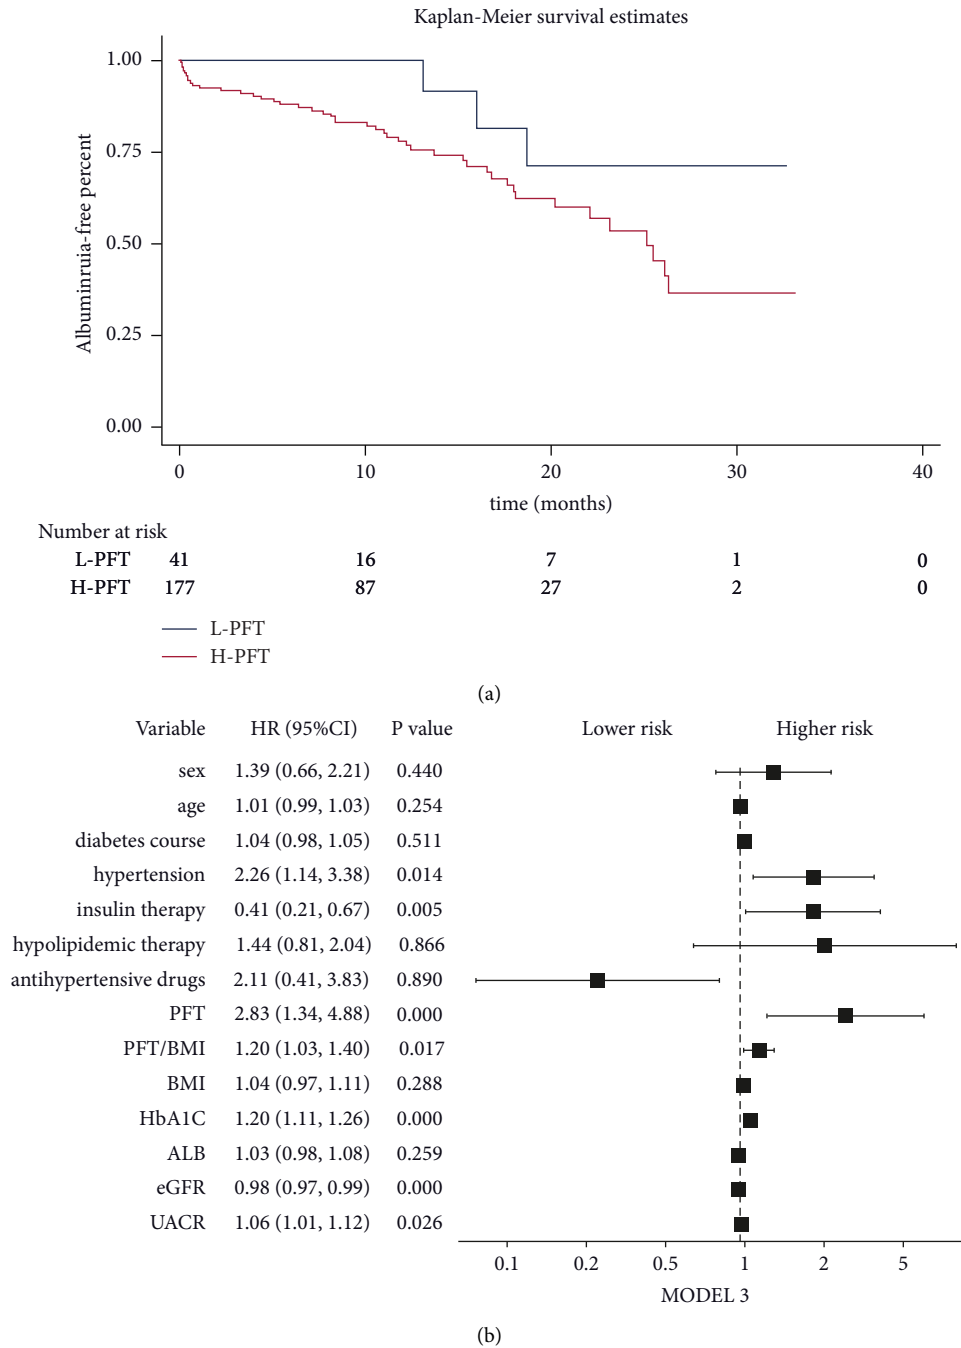 Kaplan-Meier survival estimates
1.00
0.75
0.50
0.25
0.00
Albuminruia-free percent
0 10 20 30 40
time (months)
Number at risk
L-PFT 41 16 7 1 0
H-PFT 177 87 27 2 0
L-PFT
H-PFT
(a)
Variable HR (95%CI) P value Lower risk Higher risk
sex 1.39 (0.66, 2.21) 0.440
age 1.01 (0.99, 1.03) 0.254
diabetes course 1.04 (0.98, 1.05) 0.511
hypertension 2.26 (1.14, 3.38) 0.014
insulin therapy 0.41 (0.21, 0.67) 0.005
hypolipidemic therapy 1.44 (0.81, 2.04) 0.866
antihypertensive drugs 2.11 (0.41, 3.83) 0.890
PFT 2.83 (1.34, 4.88) 0.000
PFT/BMI 1.20 (1.03, 1.40) 0.017
BMI 1.04 (0.97, 1.11) 0.288
HbA1C 1.20 (1.11, 1.26) 0.000
ALB 1.03 (0.98, 1.08) 0.259
eGFR 0.98 (0.97, 0.99) 0.000
UACR 1.06 (1.01, 1.12) 0.026
0.1 0.2 0.5 1 2 5
MODEL 3
(b)